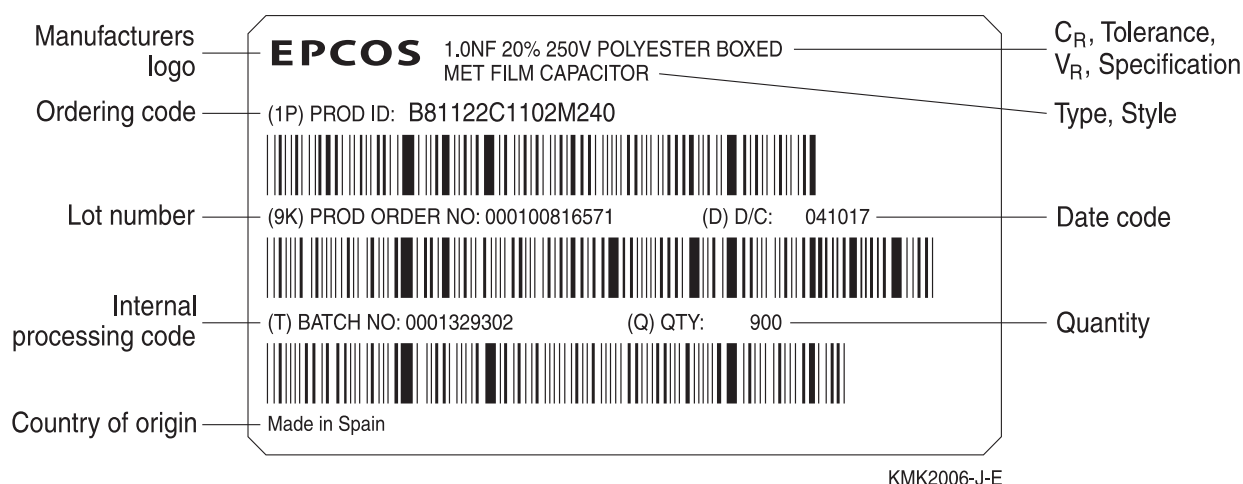 Manufacturers
logo
EPCOS
1.0NF 20% 250V POLYESTER BOXED
MET FILM CAPACITOR
CR, Tolerance,
VR, Specification
Ordering code
(1P) PROD ID: B81122C1102M240
Type, Style
Lot number
(9K) PROD ORDER NO: 000100816571 (D) D/C: 041017
Date code
Internal
processing code
(T) BATCH NO: 0001329302 (Q) QTY: 900
Quantity
Country of origin
Made in Spain
KMK2006-J-E